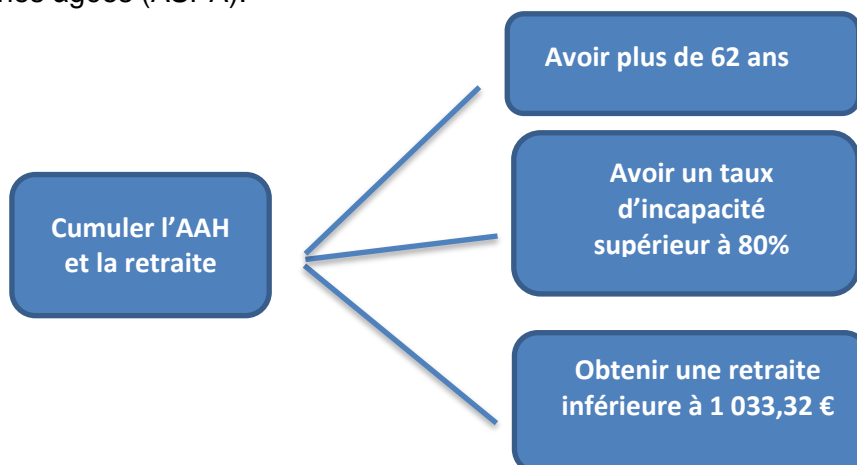 (ASPA).
Avoir plus de 62 ans
Cumuler l’AAH
et la retraite
Avoir un taux
d’incapacité
supérieur à 80%
Obtenir une retraite
inférieure à 1 033,32 €